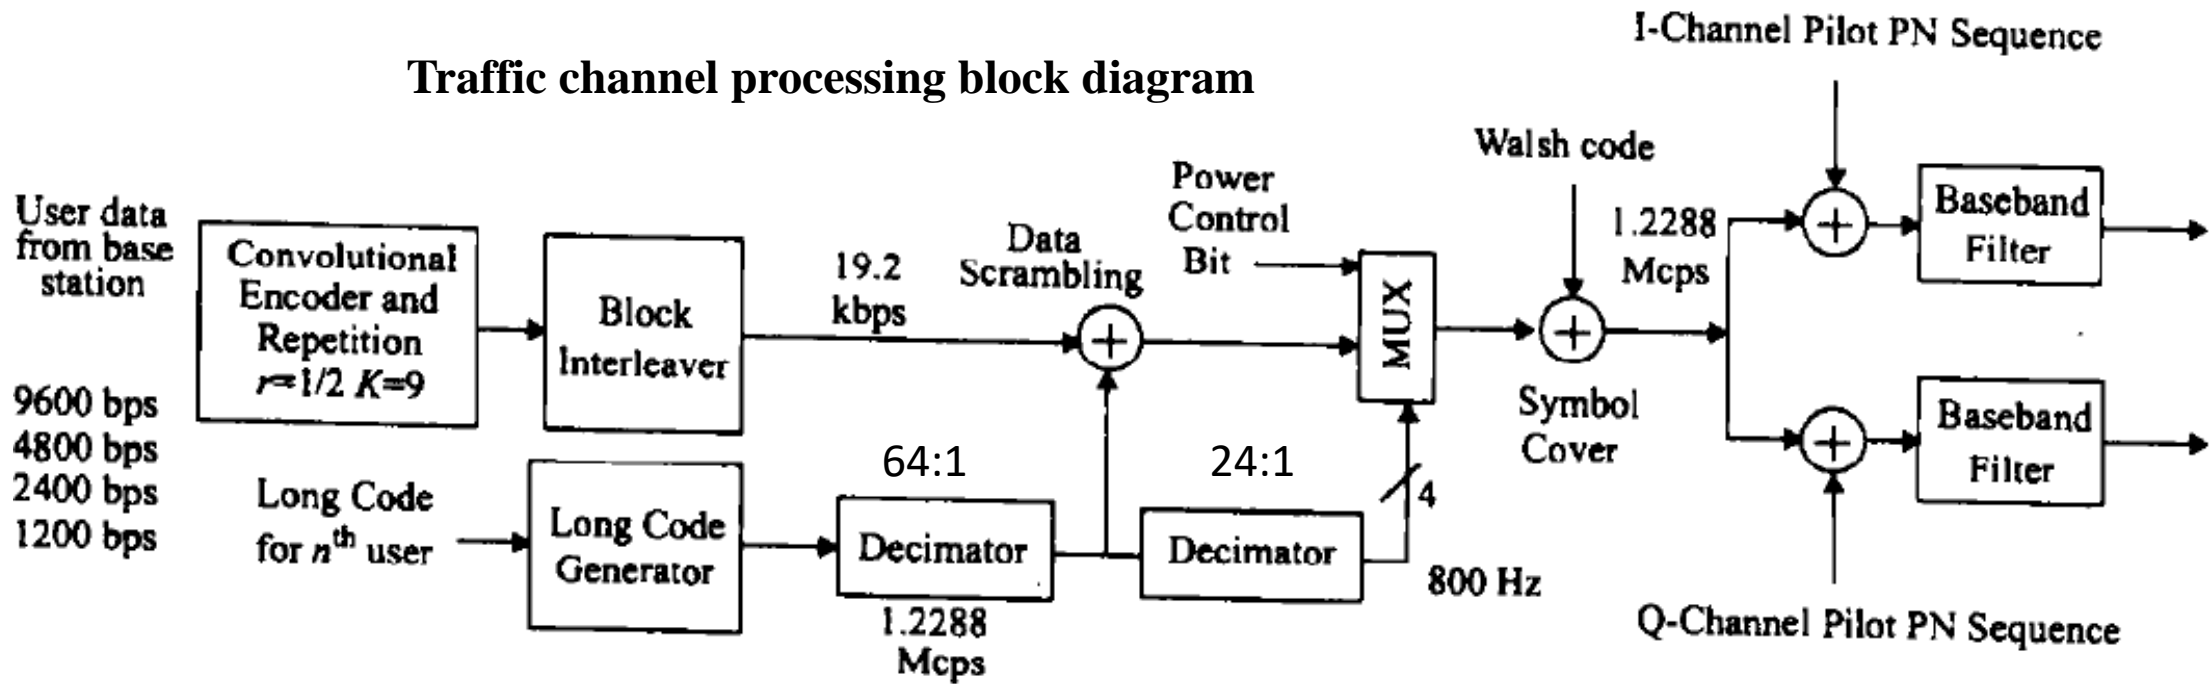 I-Channel Pilot PN Sequence
Traffic channel processing block diagram
User data
from base
station
9600 bps
4800 bps
2400 bps
1200 bps
Convolutional
Encoder and
Repetition
r=1/2 K=9
Block
Interleaver
19.2
kbps
Data
Scrambling
+
Power
Control
Bit
MUX
Walsh code
+
Symbol
Cover
1.2288
Mcps
+
Baseband
Filter
+
Baseband
Filter
Long Code
for nth user
Long Code
Generator
64:1
Decimator
1.2288
Mcps
24:1
Decimator
4
800 Hz
Q-Channel Pilot PN Sequence